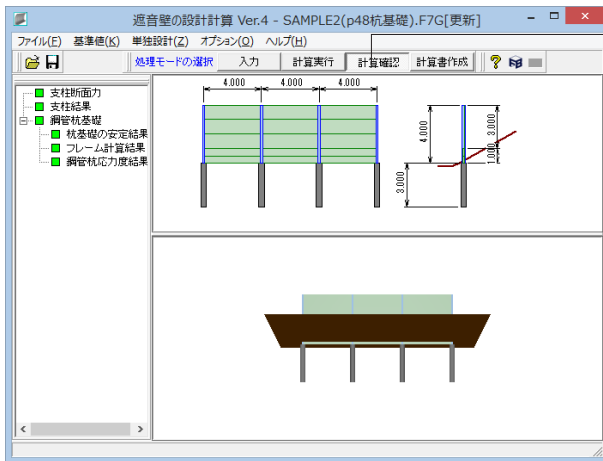 遮音壁の設計計算 Ver.4 - SAMPLE2(p48杭基礎).F7G[更新]
ファイル(F) 基準値(K) 単独設計(Z) オプション(O) ヘルプ(H)
処理モードの選択 入力 計算実行 計算確認 計算書作成
支柱断面力
支柱結果
鋼管杭基礎
杭基礎の安定結果
フレーム計算結果
鋼管杭応力度結果
4.000 4.000 4.000
4.000
3.000
1.000
3.000